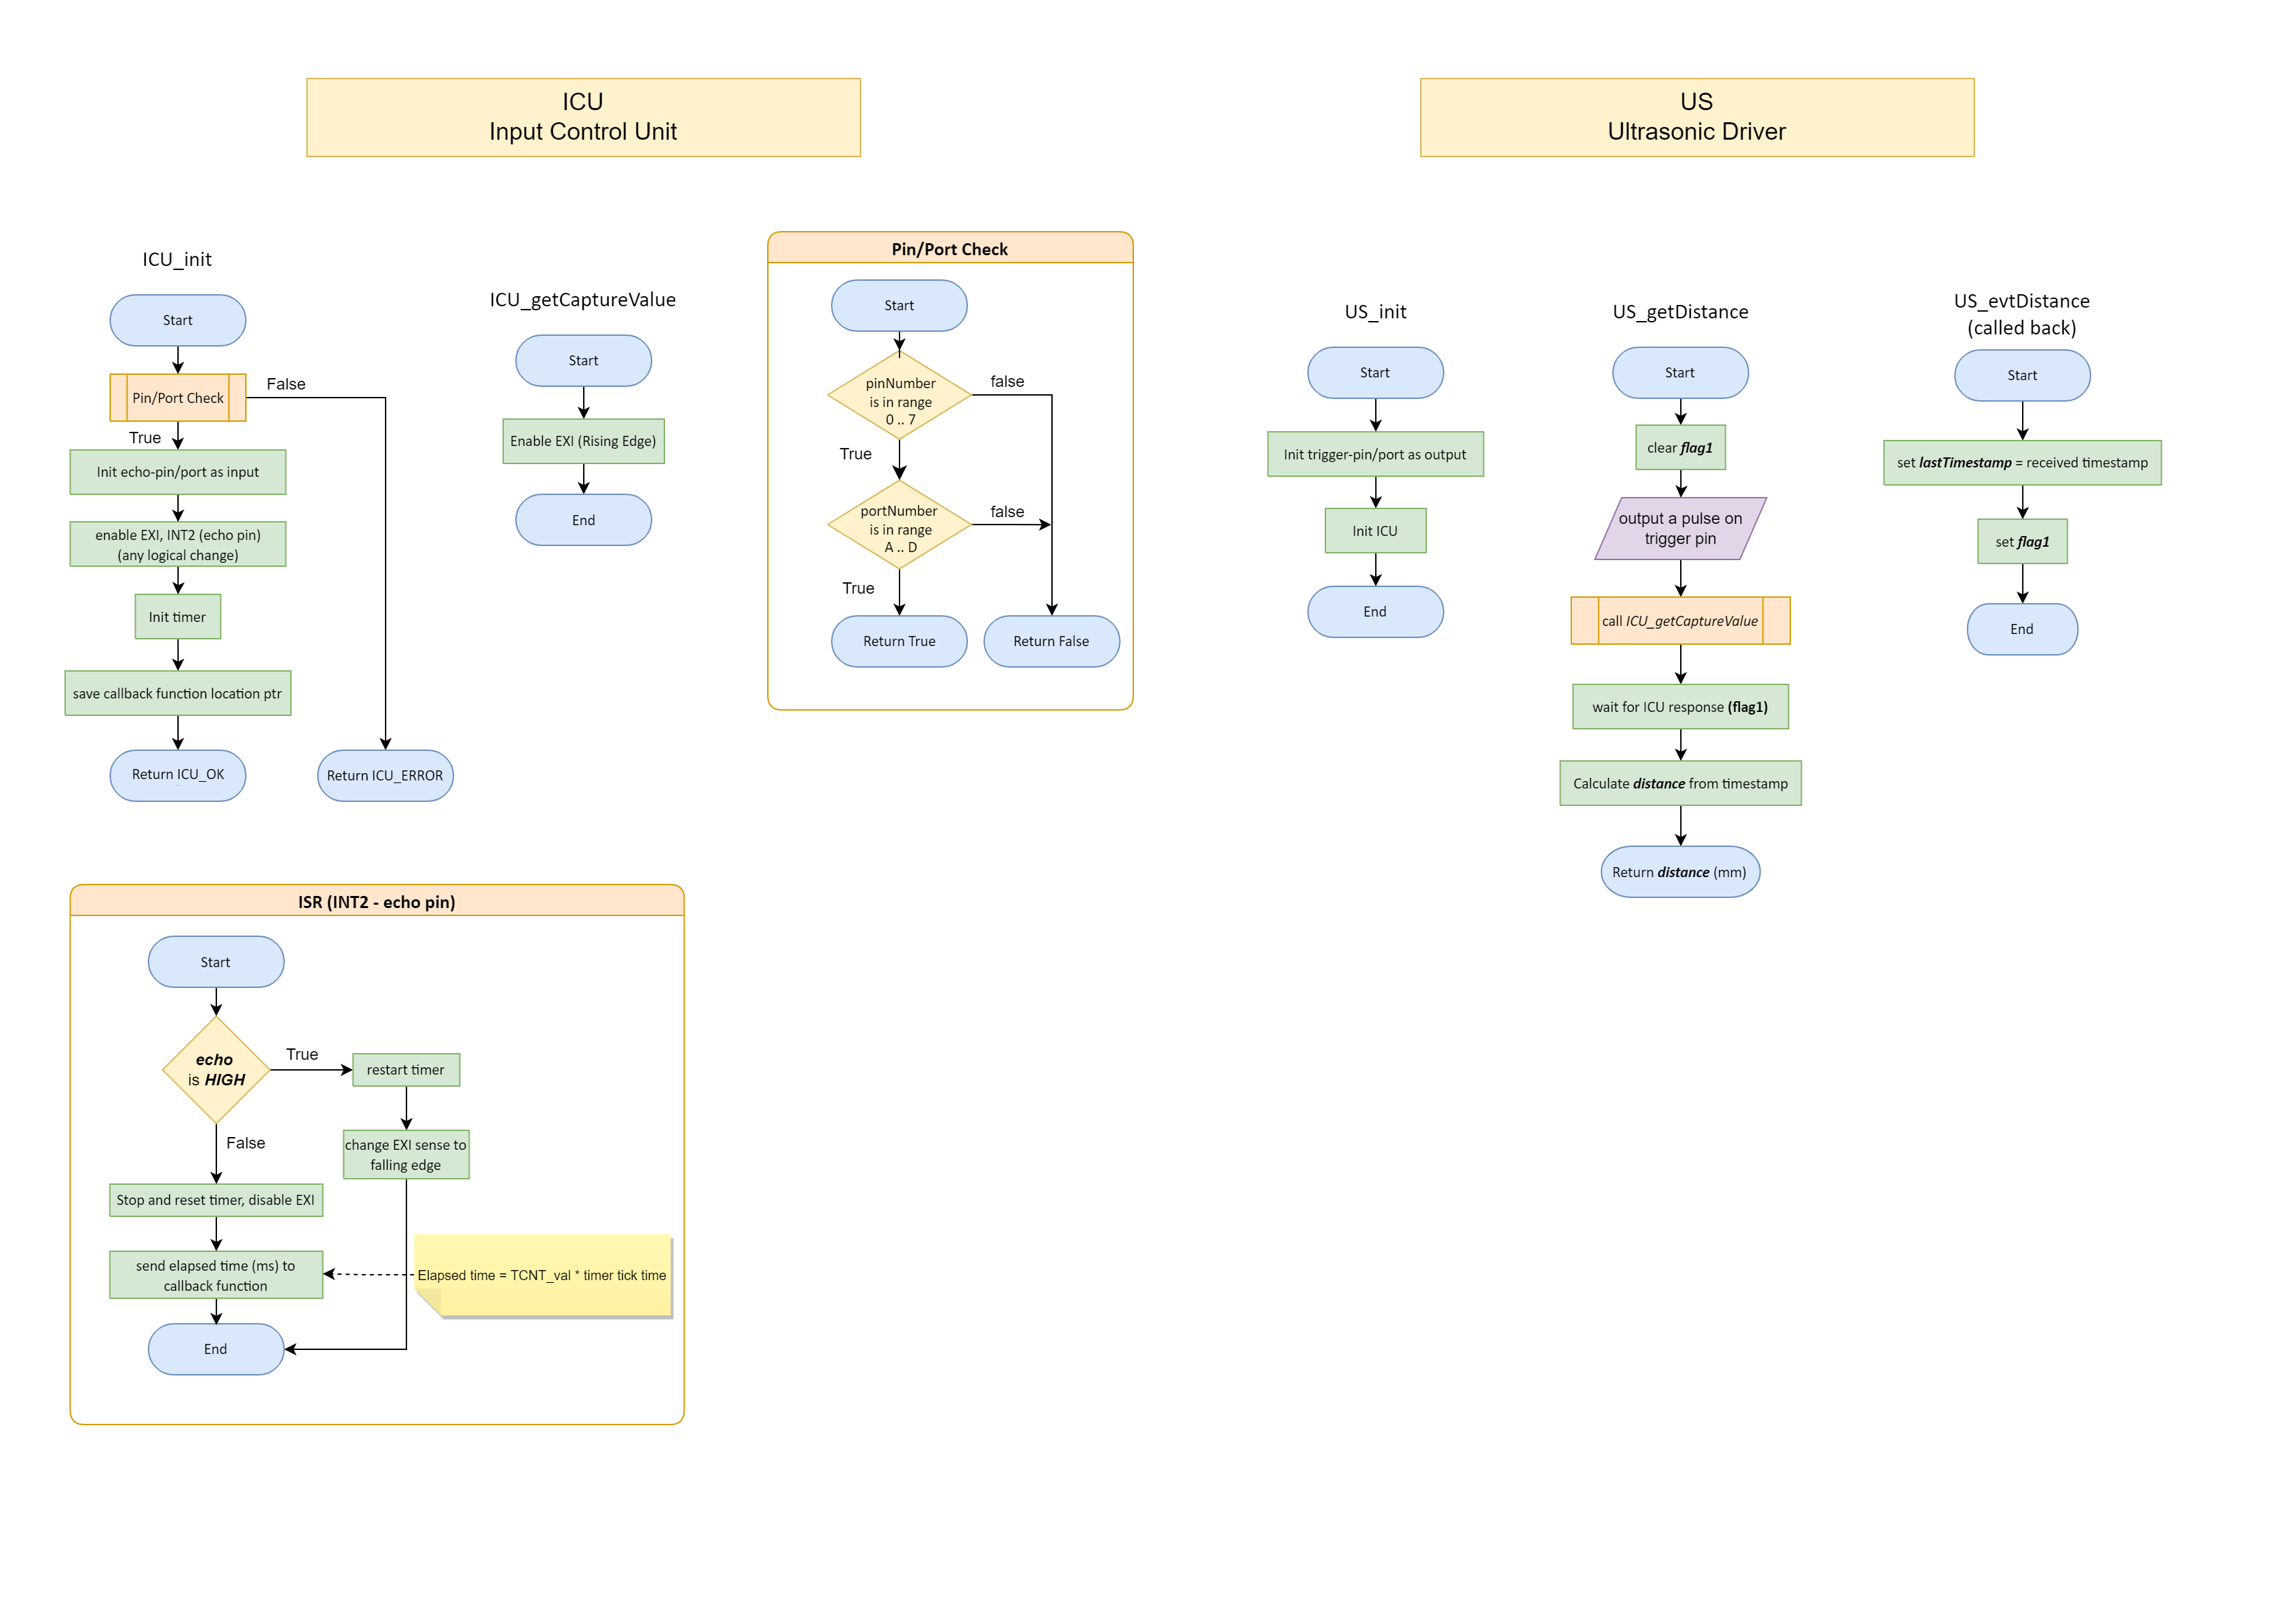 ICU
Input Control Unit
US
Ultrasonic Driver
ICU_init
Start
Pin/Port Check
False
True
Init echo-pin/port as input
enable EXI, INT2 (echo pin)
(any logical change)
Init timer
save callback function location ptr
Return ICU_OK
Return ICU_ERROR
ICU_getCaptureValue
Start
Enable EXI (Rising Edge)
End
Pin/Port Check
Start
pinNumber
is in range
0 .. 7
false
True
portNumber
is in range
A .. D
false
True
Return True
Return False
US_init
Start
Init trigger-pin/port as output
Init ICU
End
US_getDistance
Start
clear flag1
output a pulse on
trigger pin
call ICU_getCaptureValue
wait for ICU response (flag1)
Calculate distance from timestamp
Return distance (mm)
US_evtDistance
(called back)
Start
set lastTimestamp = received timestamp
set flag1
End
ISR (INT2 - echo pin)
Start
echo
is HIGH
True
restart timer
change EXI sense to
falling edge
False
Stop and reset timer, disable EXI
send elapsed time (ms) to
callback function
Elapsed time = TCNT_val * timer tick time
End